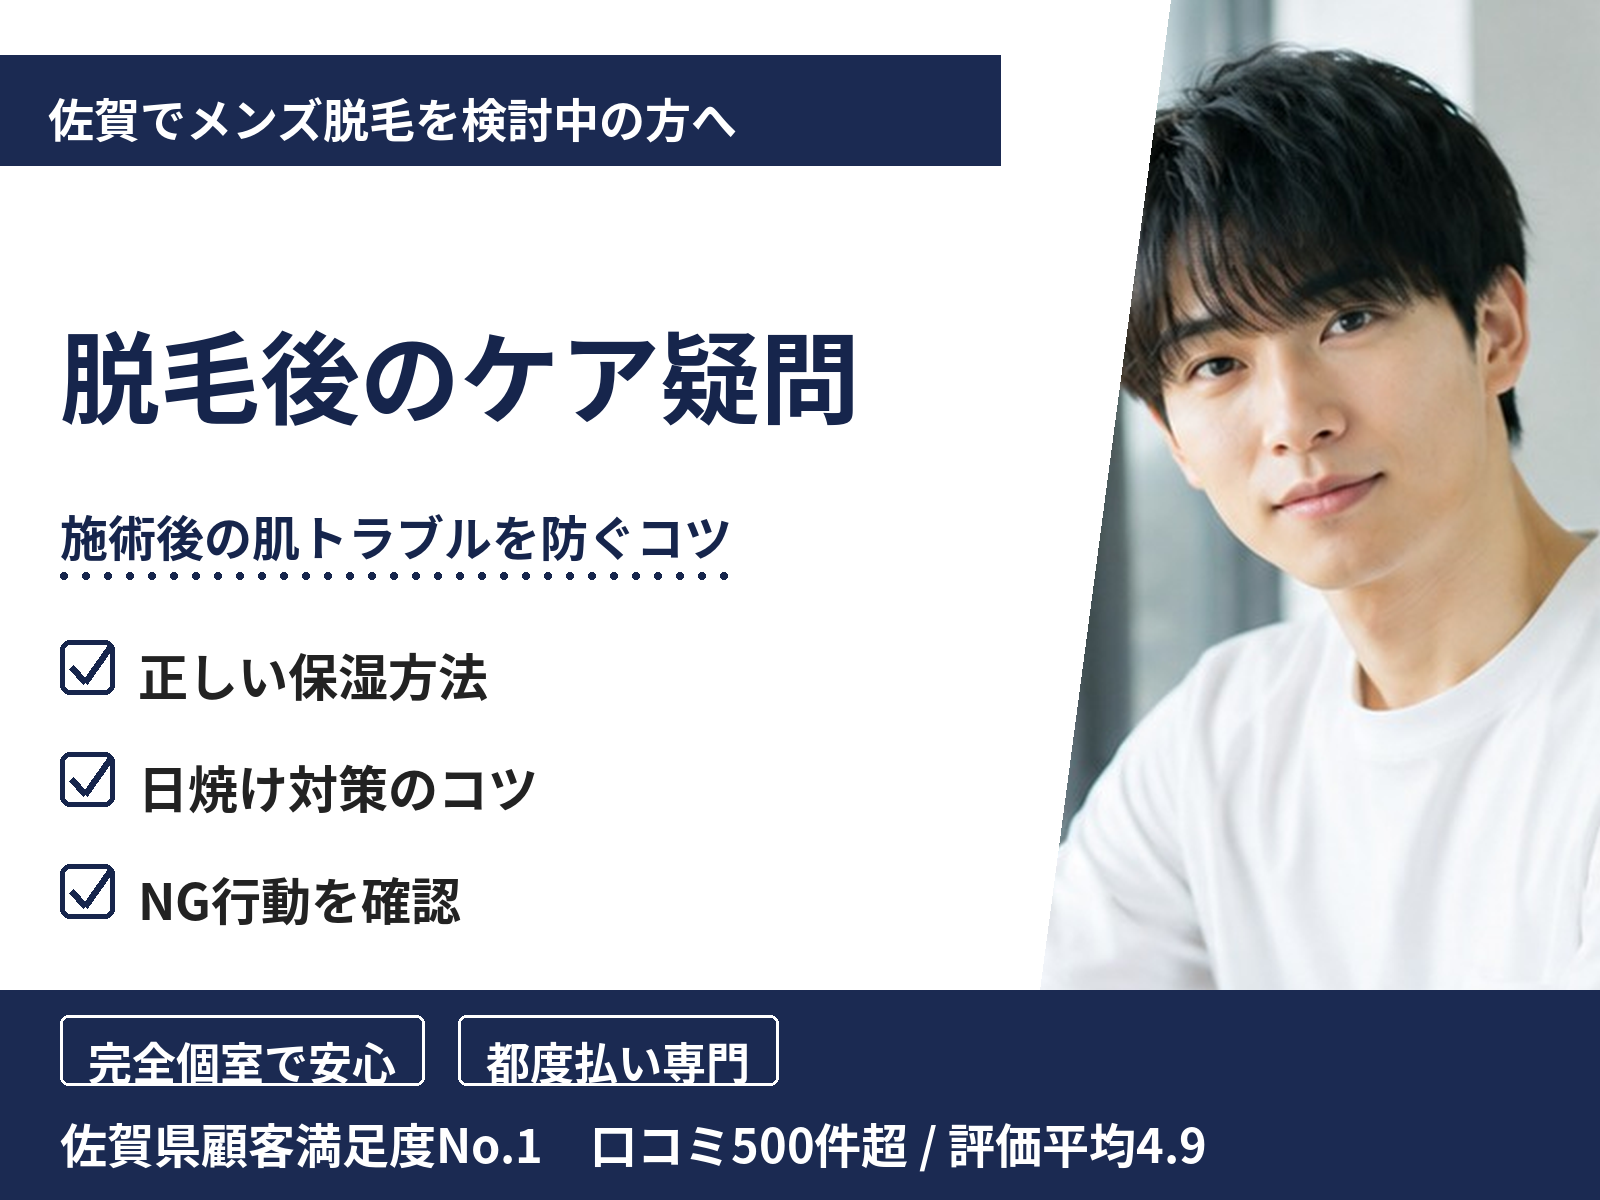 佐賀でメンズ脱毛を検討中の方へ
脱毛後のケア疑問
施術後の肌トラブルを防ぐコツ
正しい保湿方法
日焼け対策のコツ
NG行動を確認
完全個室で安心 都度払い専門
佐賀県顧客満足度No.1 口コミ500件超 / 評価平均4.9